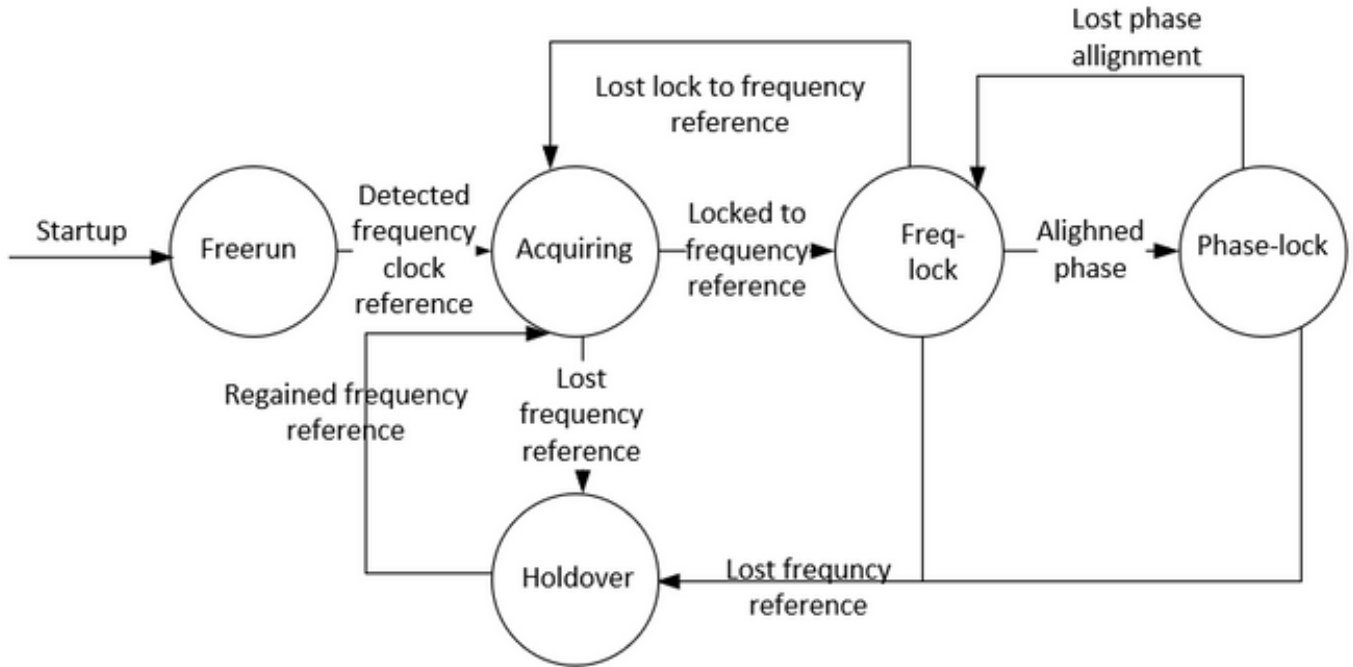 Lost phase
allignment
Lost lock to frequency
reference
Startup
Freerun
Detected
frequency
clock
reference
Acquiring
Locked to
frequency
reference
Freq-
lock
Alighned
phase
Phase-lock
Regained frequency
reference
Lost
frequency
reference
Holdover
Lost frequncy
reference